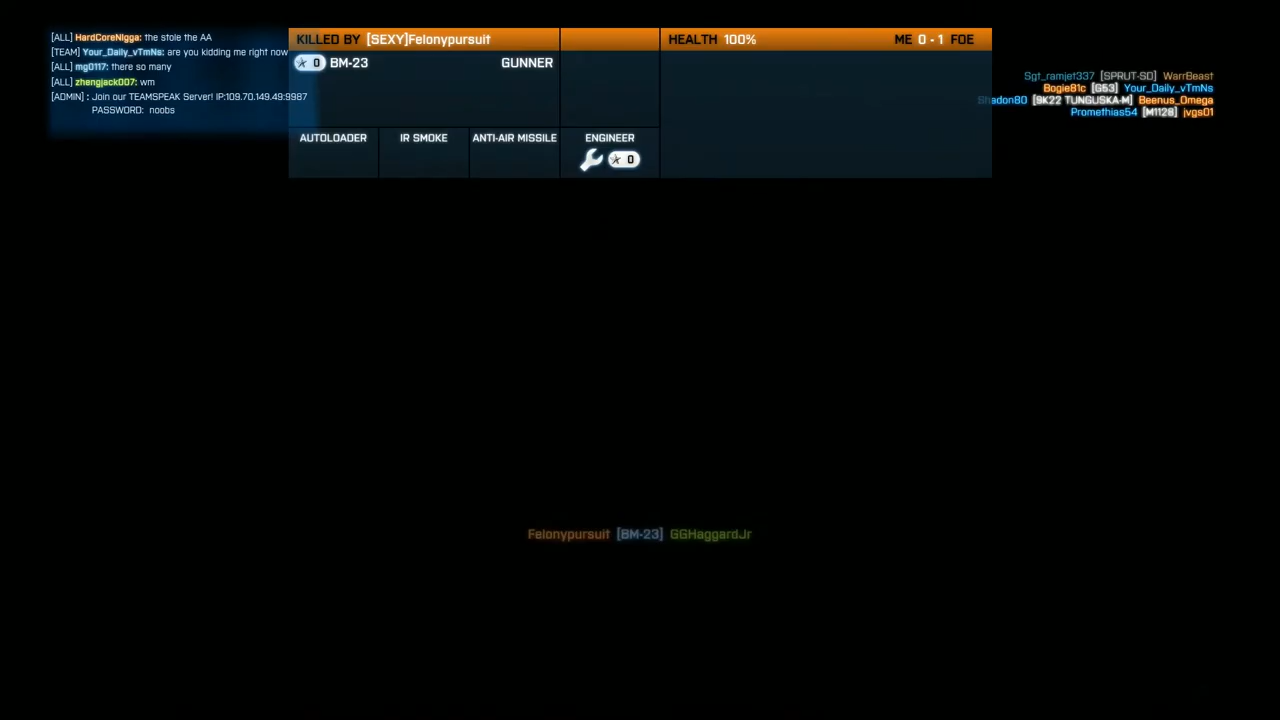 [ALL] HardCoreNigga: the stole the AA
[TEAM] Your_Daily_vTmNs: are you kidding me right now
[ALL] mg0117: there so many
[ALL] zhengjack007: wm
[ADMIN] : Join our TEAMSPEAK Server! IP:109.70.149.49:9987
PASSWORD: noobs
KILLED BY [SEXY]Felonypursuit
HEALTH 100% ME 0 - 1 FOE
0 BM-23 GUNNER
AUTOLOADER IR SMOKE ANTI-AIR MISSILE ENGINEER
0
Sgt_ramjet337 [SPRUT-SD] WarrBeast
Bogie81c [G53] Your_Daily_vTmNs
Shadon80 [9K22 TUNGUSKA-M] Beenus_Omega
Promethias54 [M1128] jvgs01
Felonypursuit [BM-23] GGHaggardJr